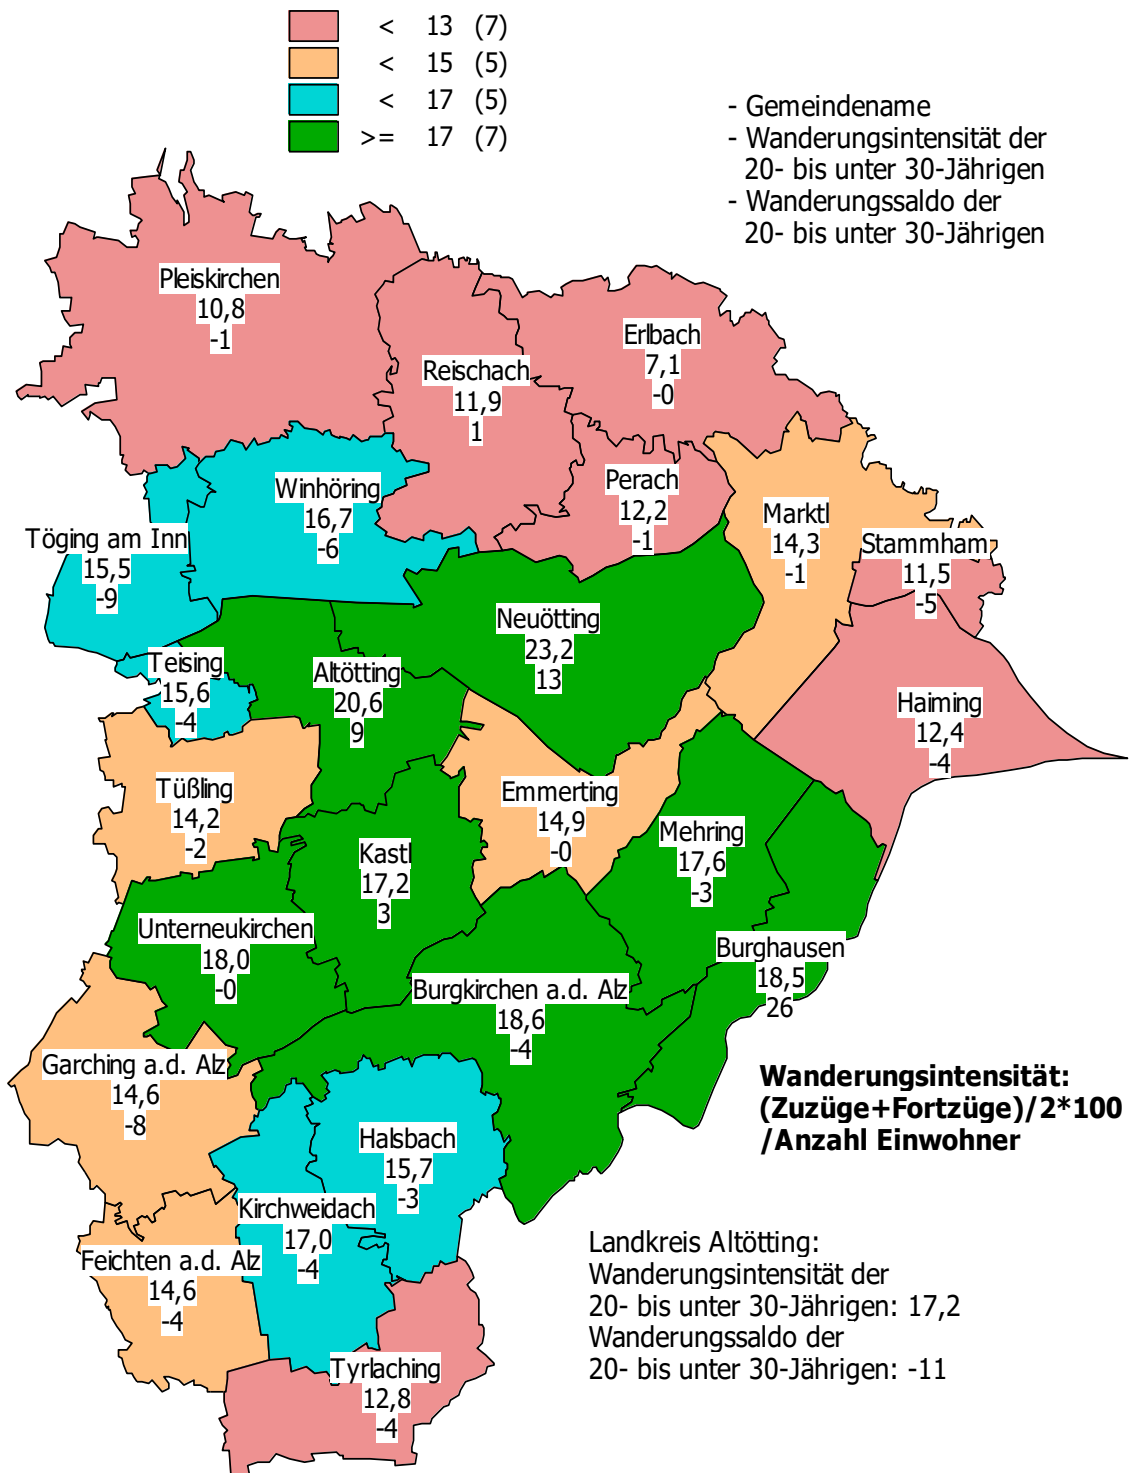 < 13 (7)
< 15 (5)
< 17 (5)
>= 17 (7)
- Gemeindename
- Wanderungsintensität der
20- bis unter 30-Jährigen
- Wanderungssaldo der
20- bis unter 30-Jährigen
Pleiskirchen
10,8
-1
Erlbach
7,1
-0
Reischach
11,9
1
Perach
12,2
-1
Winhöring
16,7
-6
Marktl
14,3
-1
Töging am Inn
15,5
-9
Stammham
11,5
-5
Neuötting
23,2
13
Teising
15,6
-4
Altötting
20,6
9
Haiming
12,4
-4
Tüßling
14,2
-2
Emmerting
14,9
-0
Mehring
17,6
-3
Kastl
17,2
3
Unterneukirchen
18,0
-0
Burghausen
18,5
26
Burgkirchen a.d. Alz
18,6
-4
Garching a.d. Alz
14,6
-8
Wanderungsintensität:
(Zuzüge+Fortzüge)/2*100
/Anzahl Einwohner
Halsbach
15,7
-3
Kirchweidach
17,0
-4
Feichten a.d. Alz
14,6
-4
Landkreis Altötting:
Wanderungsintensität der
20- bis unter 30-Jährigen: 17,2
Wanderungssaldo der
20- bis unter 30-Jährigen: -11
Tyrlaching
12,8
-4